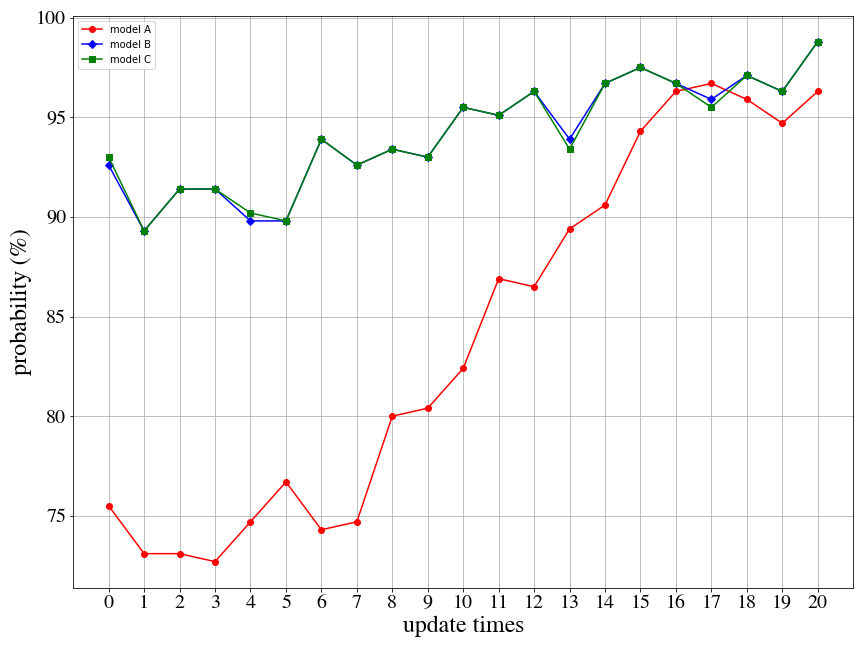 100
95
90
85
80
75
probability (%)
model A
model B
model C
0 1 2 3 4 5 6 7 8 9 10 11 12 13 14 15 16 17 18 19 20
update times